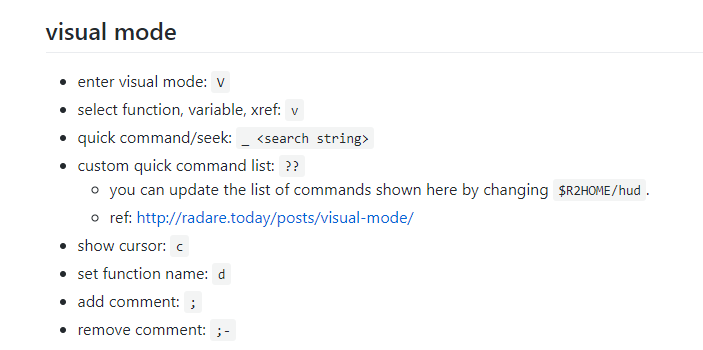 visual mode
enter visual mode: V
select function, variable, xref: v
quick command/seek: _ <search string>
custom quick command list: ??
you can update the list of commands shown here by changing $R2HOME/hud.
ref: http://radare.today/posts/visual-mode/
show cursor: c
set function name: d
add comment: ;
remove comment: ;-